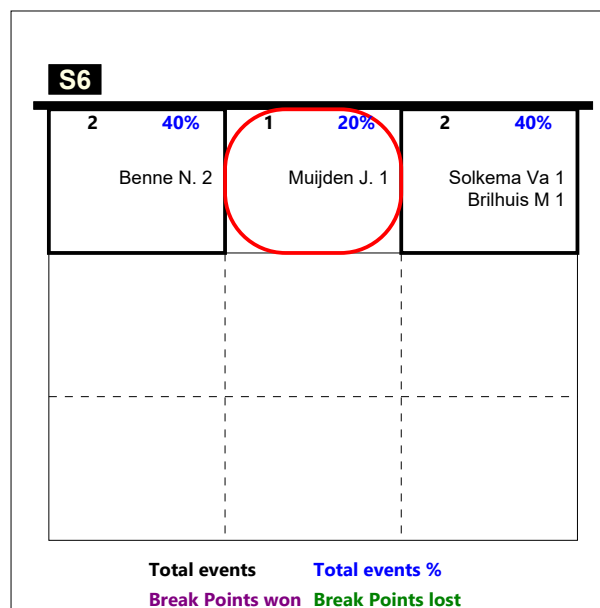 S6
2 40% 1 20% 2 40%
Benne N. 2 Muijden J. 1 Solkema Va 1
Brilhuis M 1
Total events Total events %
Break Points won Break Points lost